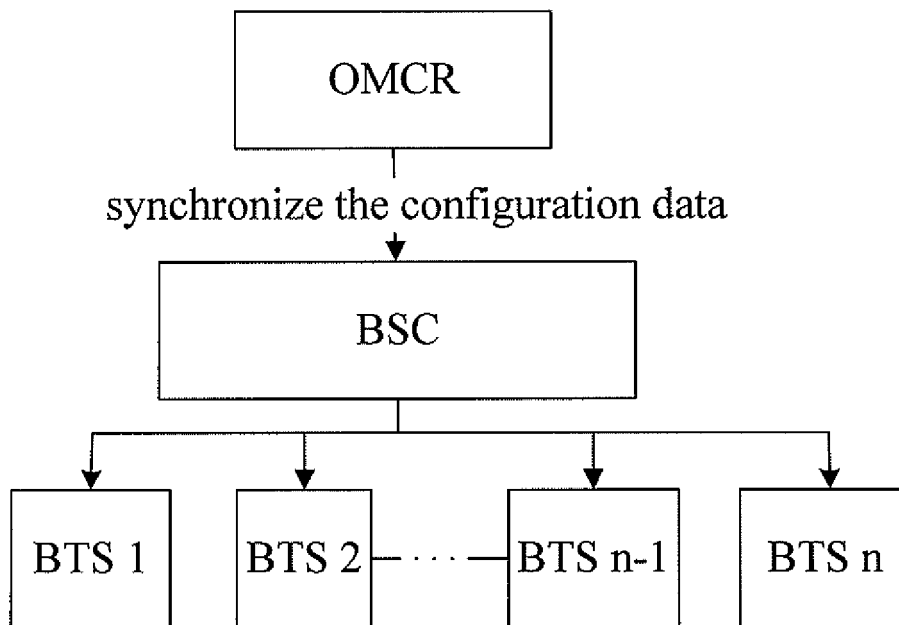 OMCR
synchronize the configuration data
BSC
BTS 1
BTS 2
BTS n-1
BTS n